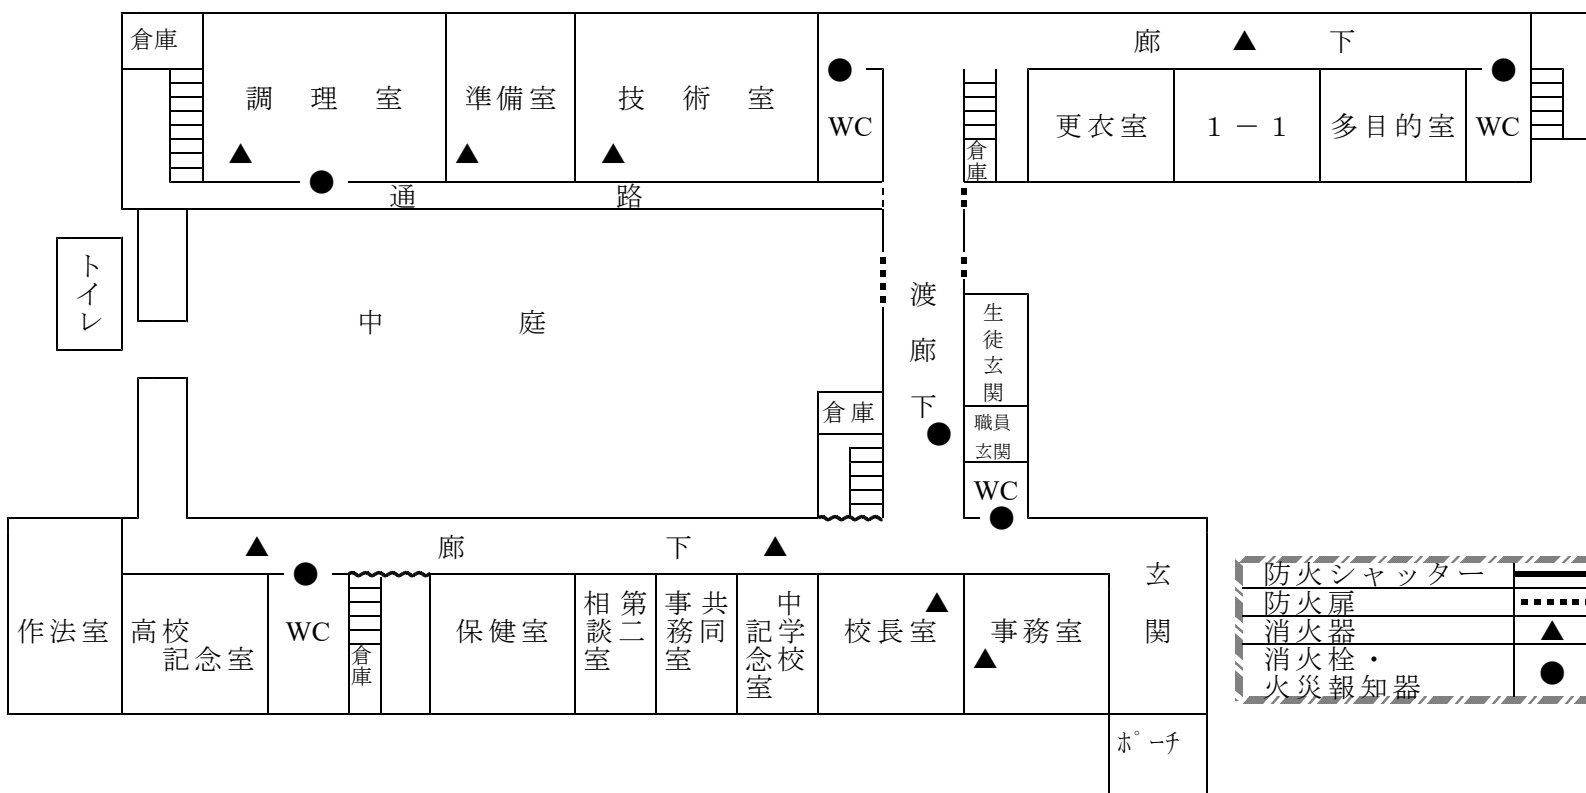 倉庫
調理室
準備室
技術室
WC
廊下
倉庫
更衣室
１－１
多目的室
WC
通路
トイレ
中庭
渡廊下
生徒玄関
職員
玄関
倉庫
WC
廊下
玄関
作法室
高校
記念室
WC
倉庫
保健室
第二
相談室
共同
事務室
中学校
記念室
校長室
事務室
ポーチ
防火シャッター
防火扉
消火器
消火栓・
火災報知器